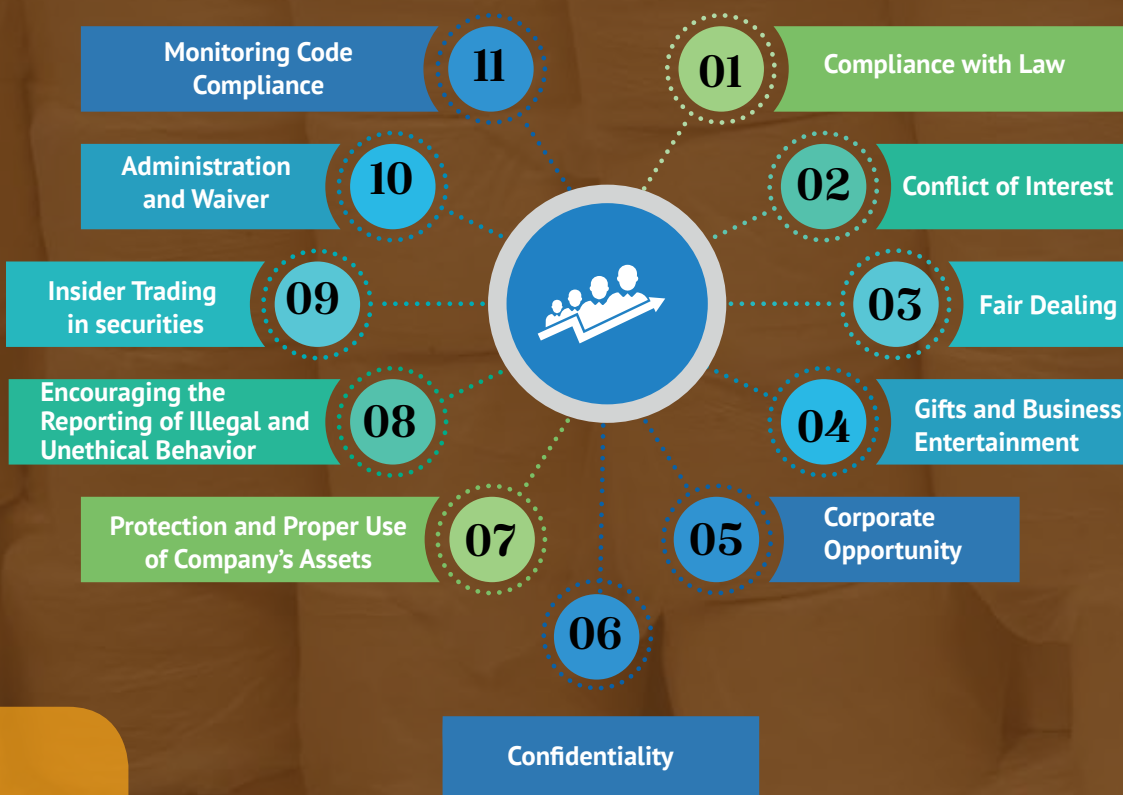 01
Compliance with Law
02
Conflict of Interest
03
Fair Dealing
04
Gifts and Business
Entertainment
05
Corporate
Opportunity
06
Confidentiality
07
Protection and Proper Use
of Company’s Assets
08
Encouraging the
Reporting of Illegal and
Unethical Behavior
09
Insider Trading
in securities
10
Administration
and Waiver
11
Monitoring Code
Compliance